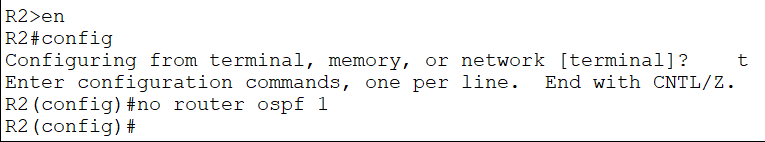 R2>en
R2#config
Configuring from terminal, memory, or network [terminal]?    t
Enter configuration commands, one per line.  End with CNTL/Z.
R2(config)#no router ospf 1
R2(config)#